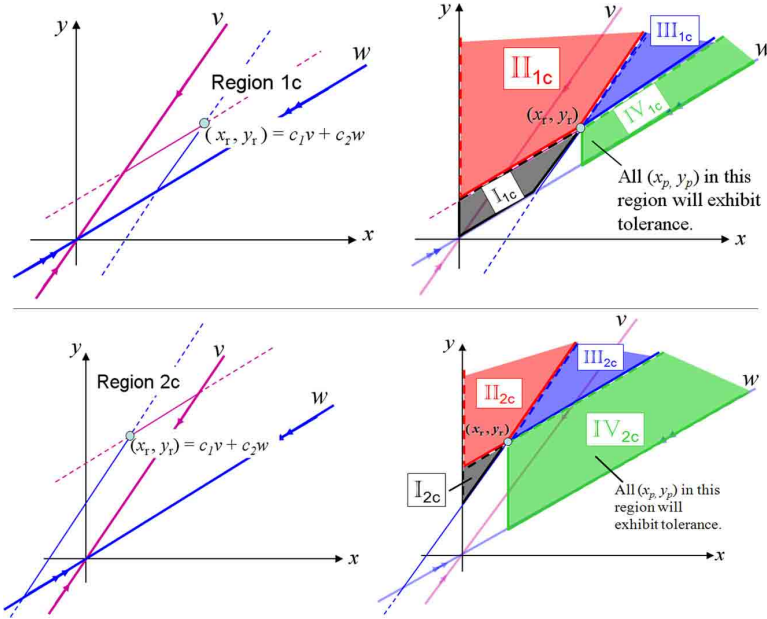 y
v
w
Region 1c
(xᵣ, yᵣ) = c₁v + c₂w
x
y
v
w
II₁c
III₁c
IV₁c
(xᵣ, yᵣ)
I₁c
All (xₚ, yₚ) in this
region will exhibit
tolerance.
x
y
v
w
Region 2c
(xᵣ, yᵣ) = c₁v + c₂w
x
y
v
w
III₂c
II₂c
(xᵣ, yᵣ)
IV₂c
I₂c
All (xₚ, yₚ) in this
region will
exhibit tolerance.
x